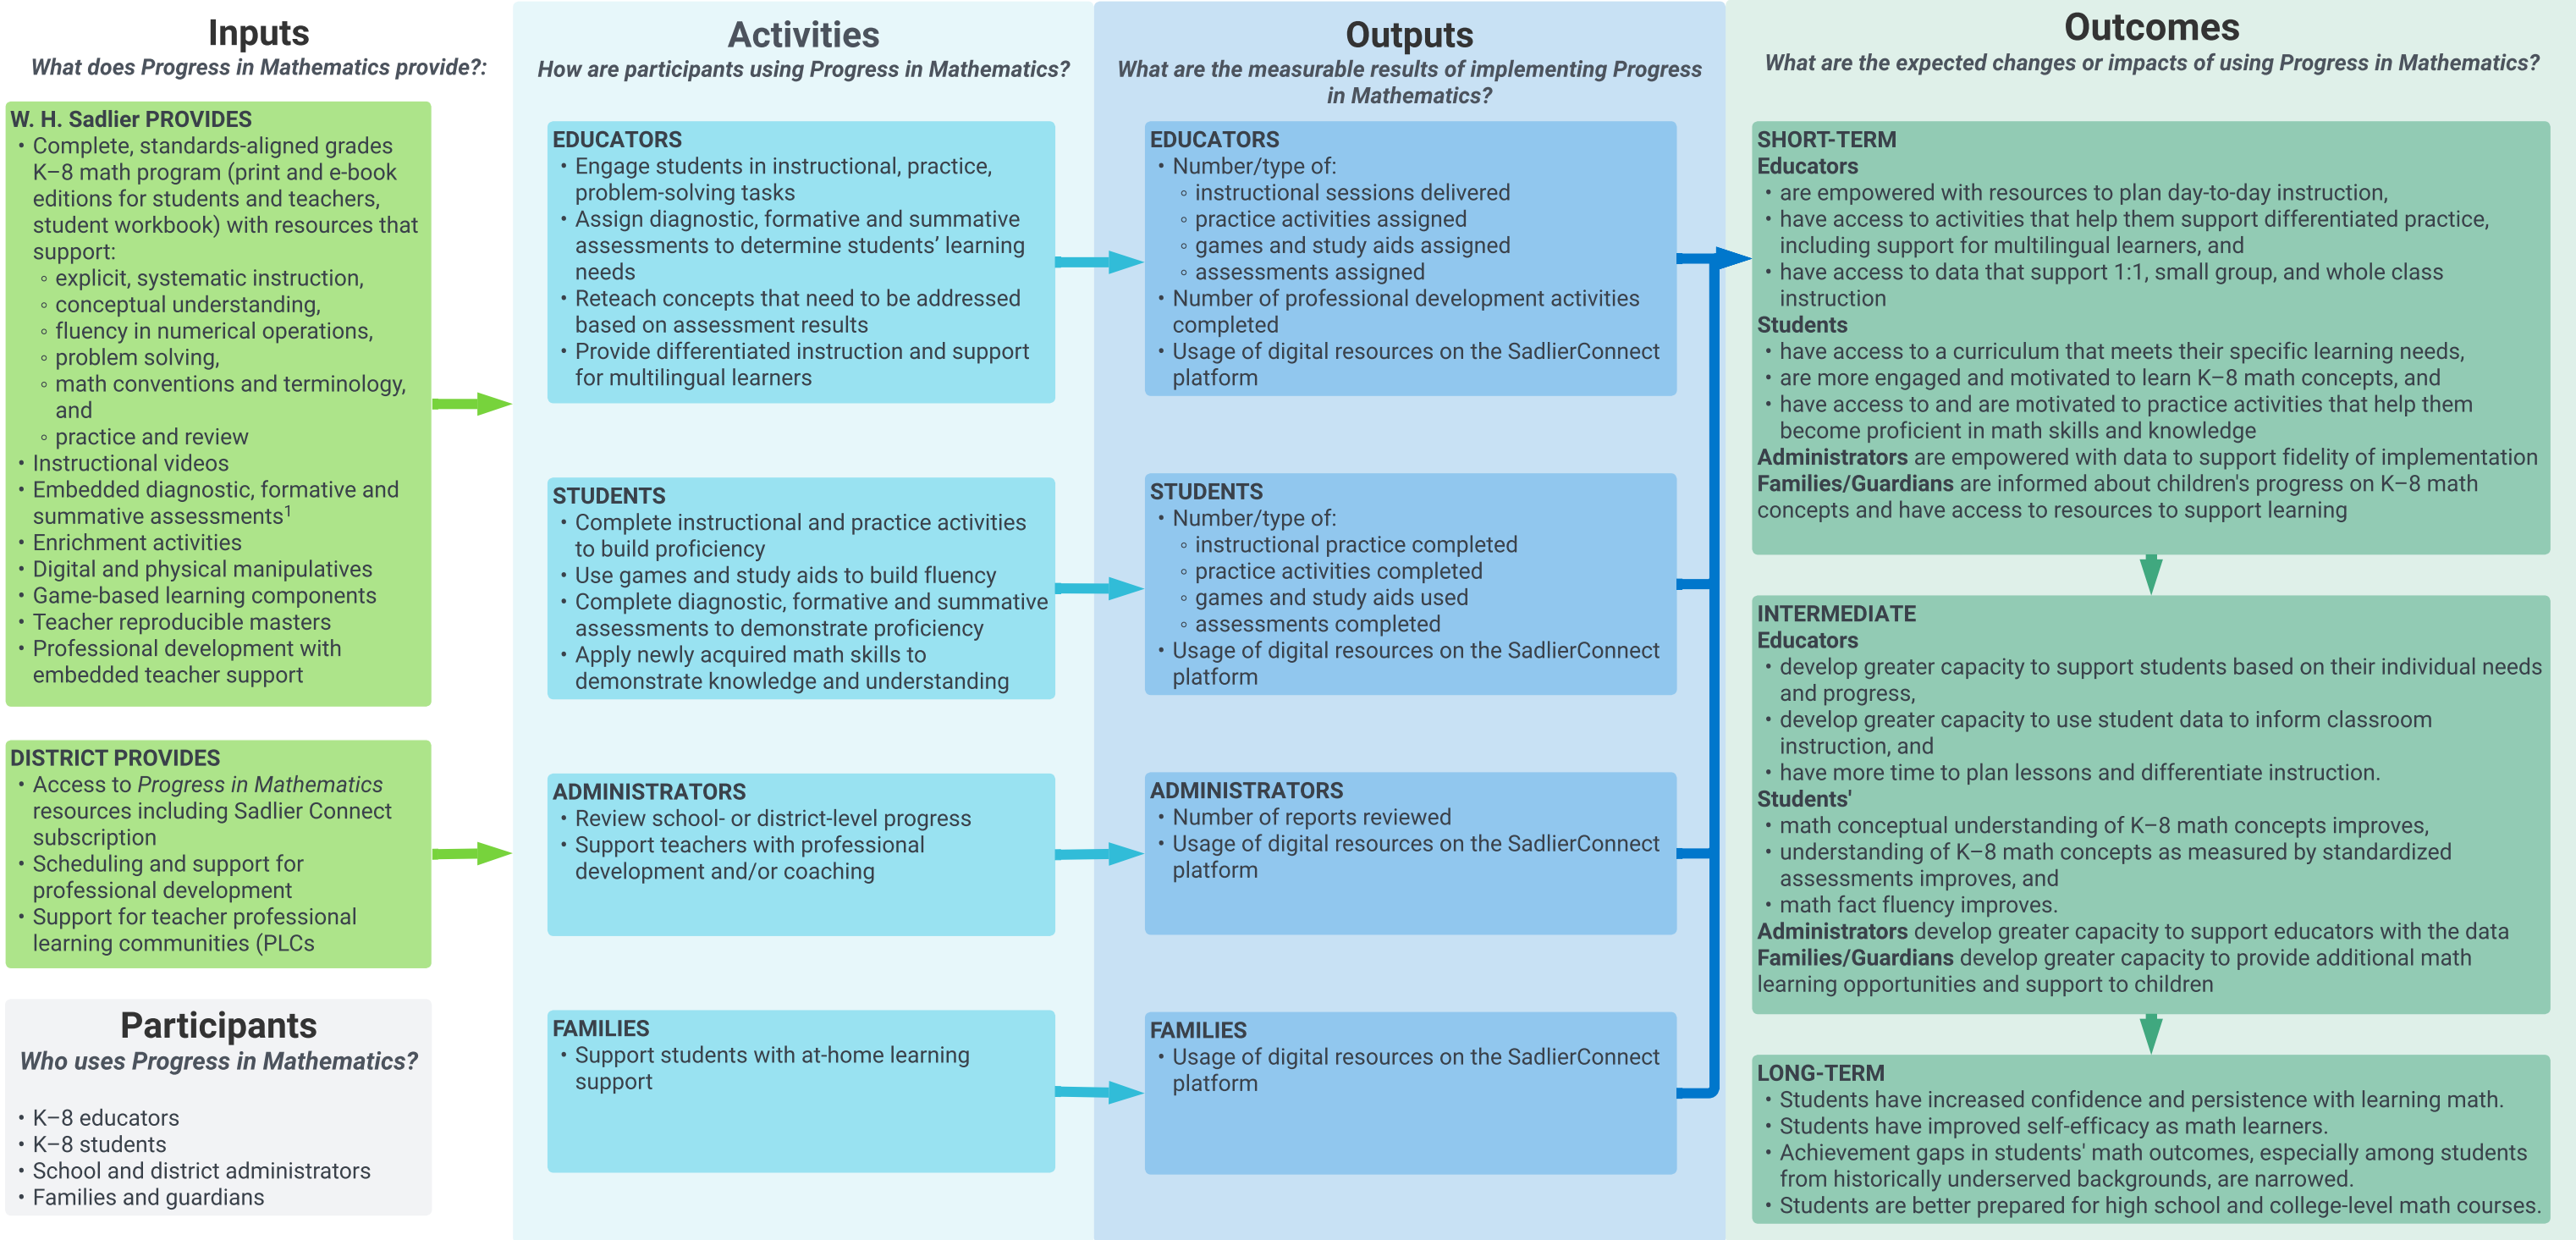 Inputs
What does Progress in Mathematics provide?:
W. H. Sadlier PROVIDES
• Complete, standards-aligned grades
K–8 math program (print and e-book
editions for students and teachers,
student workbook) with resources that
support:
◦ explicit, systematic instruction,
◦ conceptual understanding,
◦ fluency in numerical operations,
◦ problem solving,
◦ math conventions and terminology,
and
◦ practice and review
• Instructional videos
• Embedded diagnostic, formative and
summative assessments¹
• Enrichment activities
• Digital and physical manipulatives
• Game-based learning components
• Teacher reproducible masters
• Professional development with
embedded teacher support
DISTRICT PROVIDES
• Access to Progress in Mathematics
resources including Sadlier Connect
subscription
• Scheduling and support for
professional development
• Support for teacher professional
learning communities (PLCs
Participants
Who uses Progress in Mathematics?
• K–8 educators
• K–8 students
• School and district administrators
• Families and guardians
Activities
How are participants using Progress in Mathematics?
EDUCATORS
• Engage students in instructional, practice,
problem-solving tasks
• Assign diagnostic, formative and summative
assessments to determine students’ learning
needs
• Reteach concepts that need to be addressed
based on assessment results
• Provide differentiated instruction and support
for multilingual learners
STUDENTS
• Complete instructional and practice activities
to build proficiency
• Use games and study aids to build fluency
• Complete diagnostic, formative and summative
assessments to demonstrate proficiency
• Apply newly acquired math skills to
demonstrate knowledge and understanding
ADMINISTRATORS
• Review school- or district-level progress
• Support teachers with professional
development and/or coaching
FAMILIES
• Support students with at-home learning
support
Outputs
What are the measurable results of implementing Progress
in Mathematics?
EDUCATORS
• Number/type of:
◦ instructional sessions delivered
◦ practice activities assigned
◦ games and study aids assigned
◦ assessments assigned
• Number of professional development activities
completed
• Usage of digital resources on the SadlierConnect
platform
STUDENTS
• Number/type of:
◦ instructional practice completed
◦ practice activities completed
◦ games and study aids used
◦ assessments completed
• Usage of digital resources on the SadlierConnect
platform
ADMINISTRATORS
• Number of reports reviewed
• Usage of digital resources on the SadlierConnect
platform
FAMILIES
• Usage of digital resources on the SadlierConnect
platform
Outcomes
What are the expected changes or impacts of using Progress in Mathematics?
SHORT-TERM
Educators
• are empowered with resources to plan day-to-day instruction,
• have access to activities that help them support differentiated practice,
including support for multilingual learners, and
• have access to data that support 1:1, small group, and whole class
instruction
Students
• have access to a curriculum that meets their specific learning needs,
• are more engaged and motivated to learn K–8 math concepts, and
• have access to and are motivated to practice activities that help them
become proficient in math skills and knowledge
Administrators are empowered with data to support fidelity of implementation
Families/Guardians are informed about children's progress on K–8 math
concepts and have access to resources to support learning
INTERMEDIATE
Educators
• develop greater capacity to support students based on their individual needs
and progress,
• develop greater capacity to use student data to inform classroom
instruction, and
• have more time to plan lessons and differentiate instruction.
Students'
• math conceptual understanding of K–8 math concepts improves,
• understanding of K–8 math concepts as measured by standardized
assessments improves, and
• math fact fluency improves.
Administrators develop greater capacity to support educators with the data
Families/Guardians develop greater capacity to provide additional math
learning opportunities and support to children
LONG-TERM
• Students have increased confidence and persistence with learning math.
• Students have improved self-efficacy as math learners.
• Achievement gaps in students' math outcomes, especially among students
from historically underserved backgrounds, are narrowed.
• Students are better prepared for high school and college-level math courses.